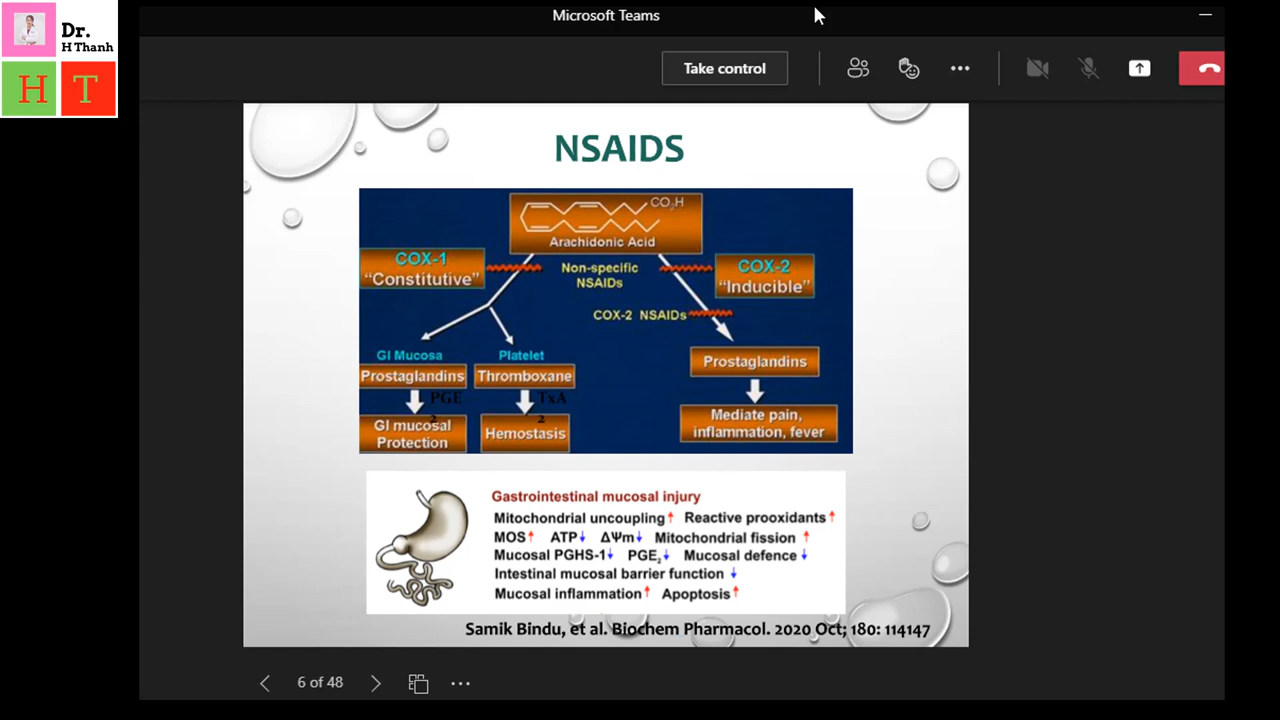 Dr.
H Thanh
H T
Microsoft Teams
Take control
NSAIDS
CO2H
Arachidonic Acid
COX-1
“Constitutive”
Non-specific
NSAIDs
COX-2
“Inducible”
COX-2 NSAIDs
GI Mucosa
Prostaglandins
PGE
2
GI mucosal
Protection
Platelet
Thromboxane
TxA
2
Hemostasis
Prostaglandins
Mediate pain,
inflammation, fever
Gastrointestinal mucosal injury
Mitochondrial uncoupling↑ Reactive prooxidants↑
MOS↑ ATP↓ ΔΨm↓ Mitochondrial fission ↑
Mucosal PGHS-1↓ PGE2↓ Mucosal defence↓
Intestinal mucosal barrier function ↓
Mucosal inflammation↑ Apoptosis↑
Samik Bindu, et al. Biochem Pharmacol. 2020 Oct; 180: 114147
6 of 48